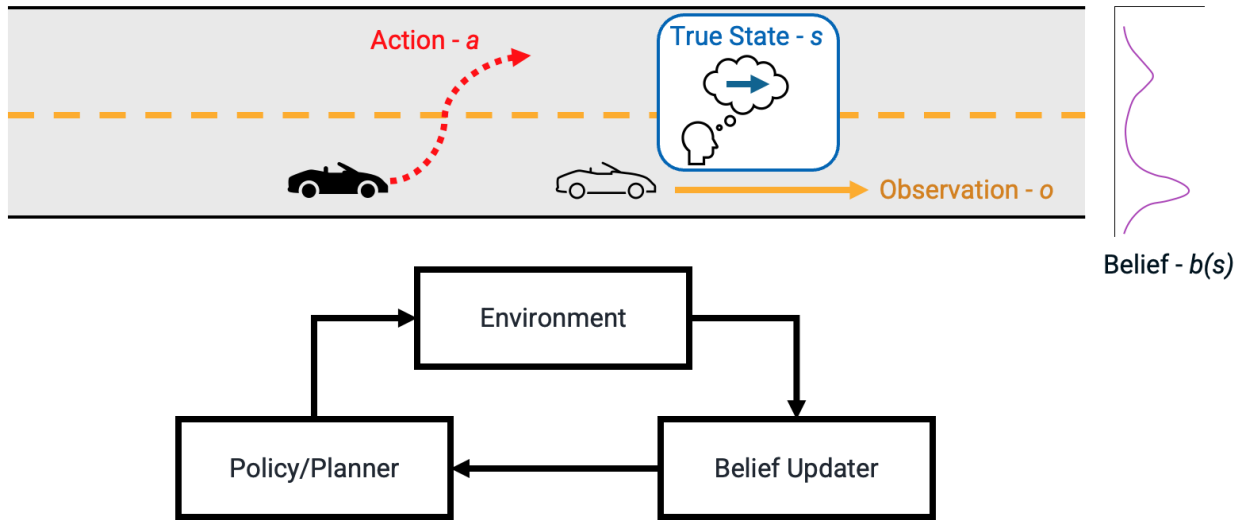 Action - a
True State - s
Observation - o
Belief - b(s)
Environment
Policy/Planner
Belief Updater